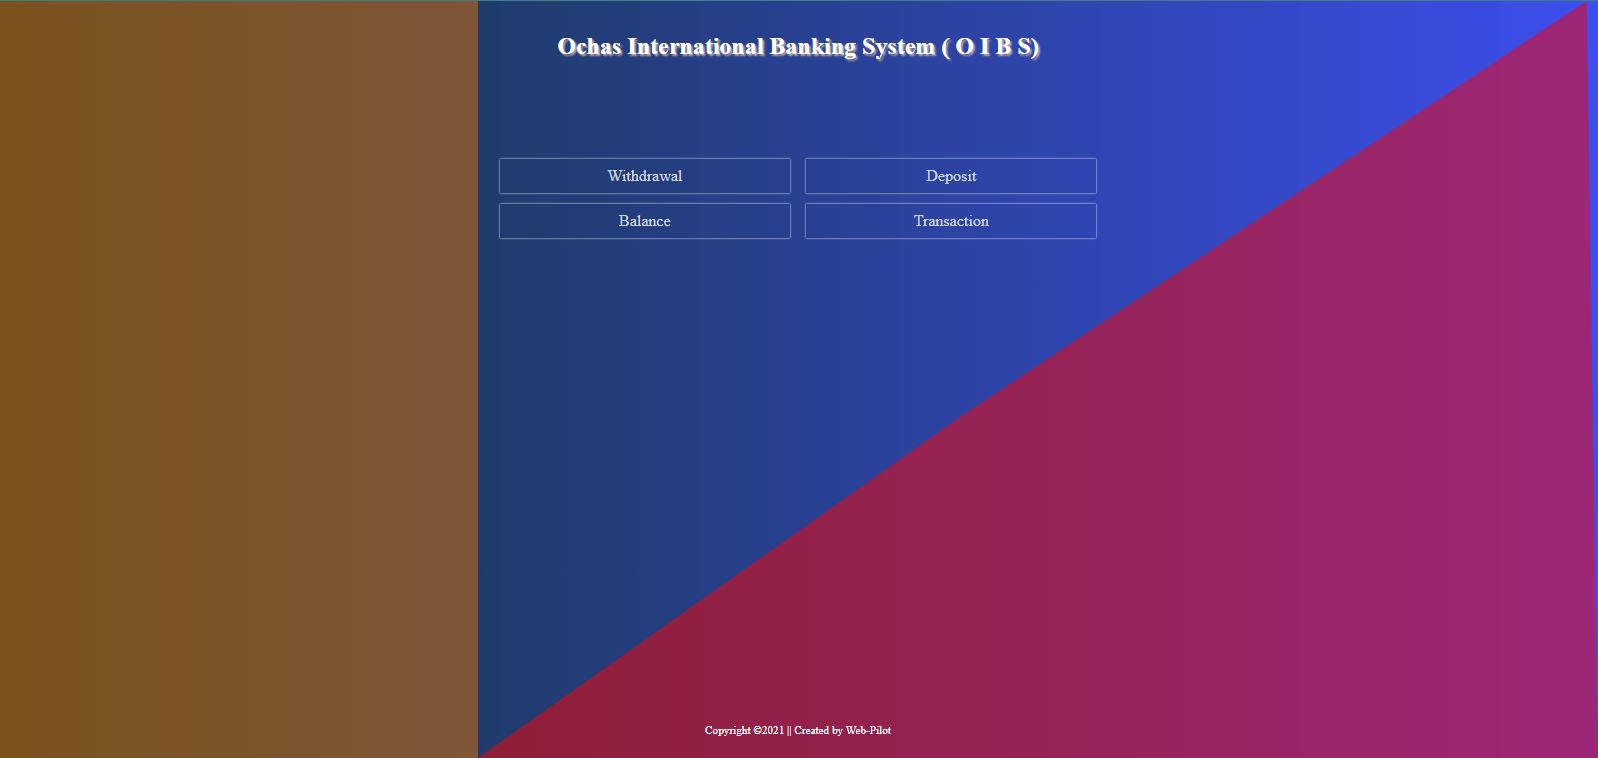 Ochas International Banking System ( O I B S)
Withdrawal
Deposit
Balance
Transaction
Copyright ©2021 || Created by Web-Pilot